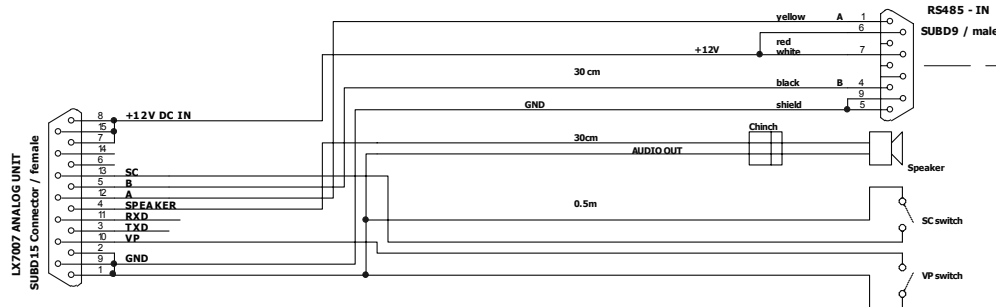 RS485 - IN
SUBD9 / male
yellow A 1
6
red
+12V white 7
30 cm
black B 4
9
GND shield 5
LX7007 ANALOG UNIT
SUBD15 Connector / female
8 +12V DC IN
15
7
14
6
13 SC
5 B
12 A
4 SPEAKER
11 RXD
3 TXD
10 VP
2
9 GND
1
30cm
Chinch
AUDIO OUT
Speaker
0.5m
SC switch
VP switch